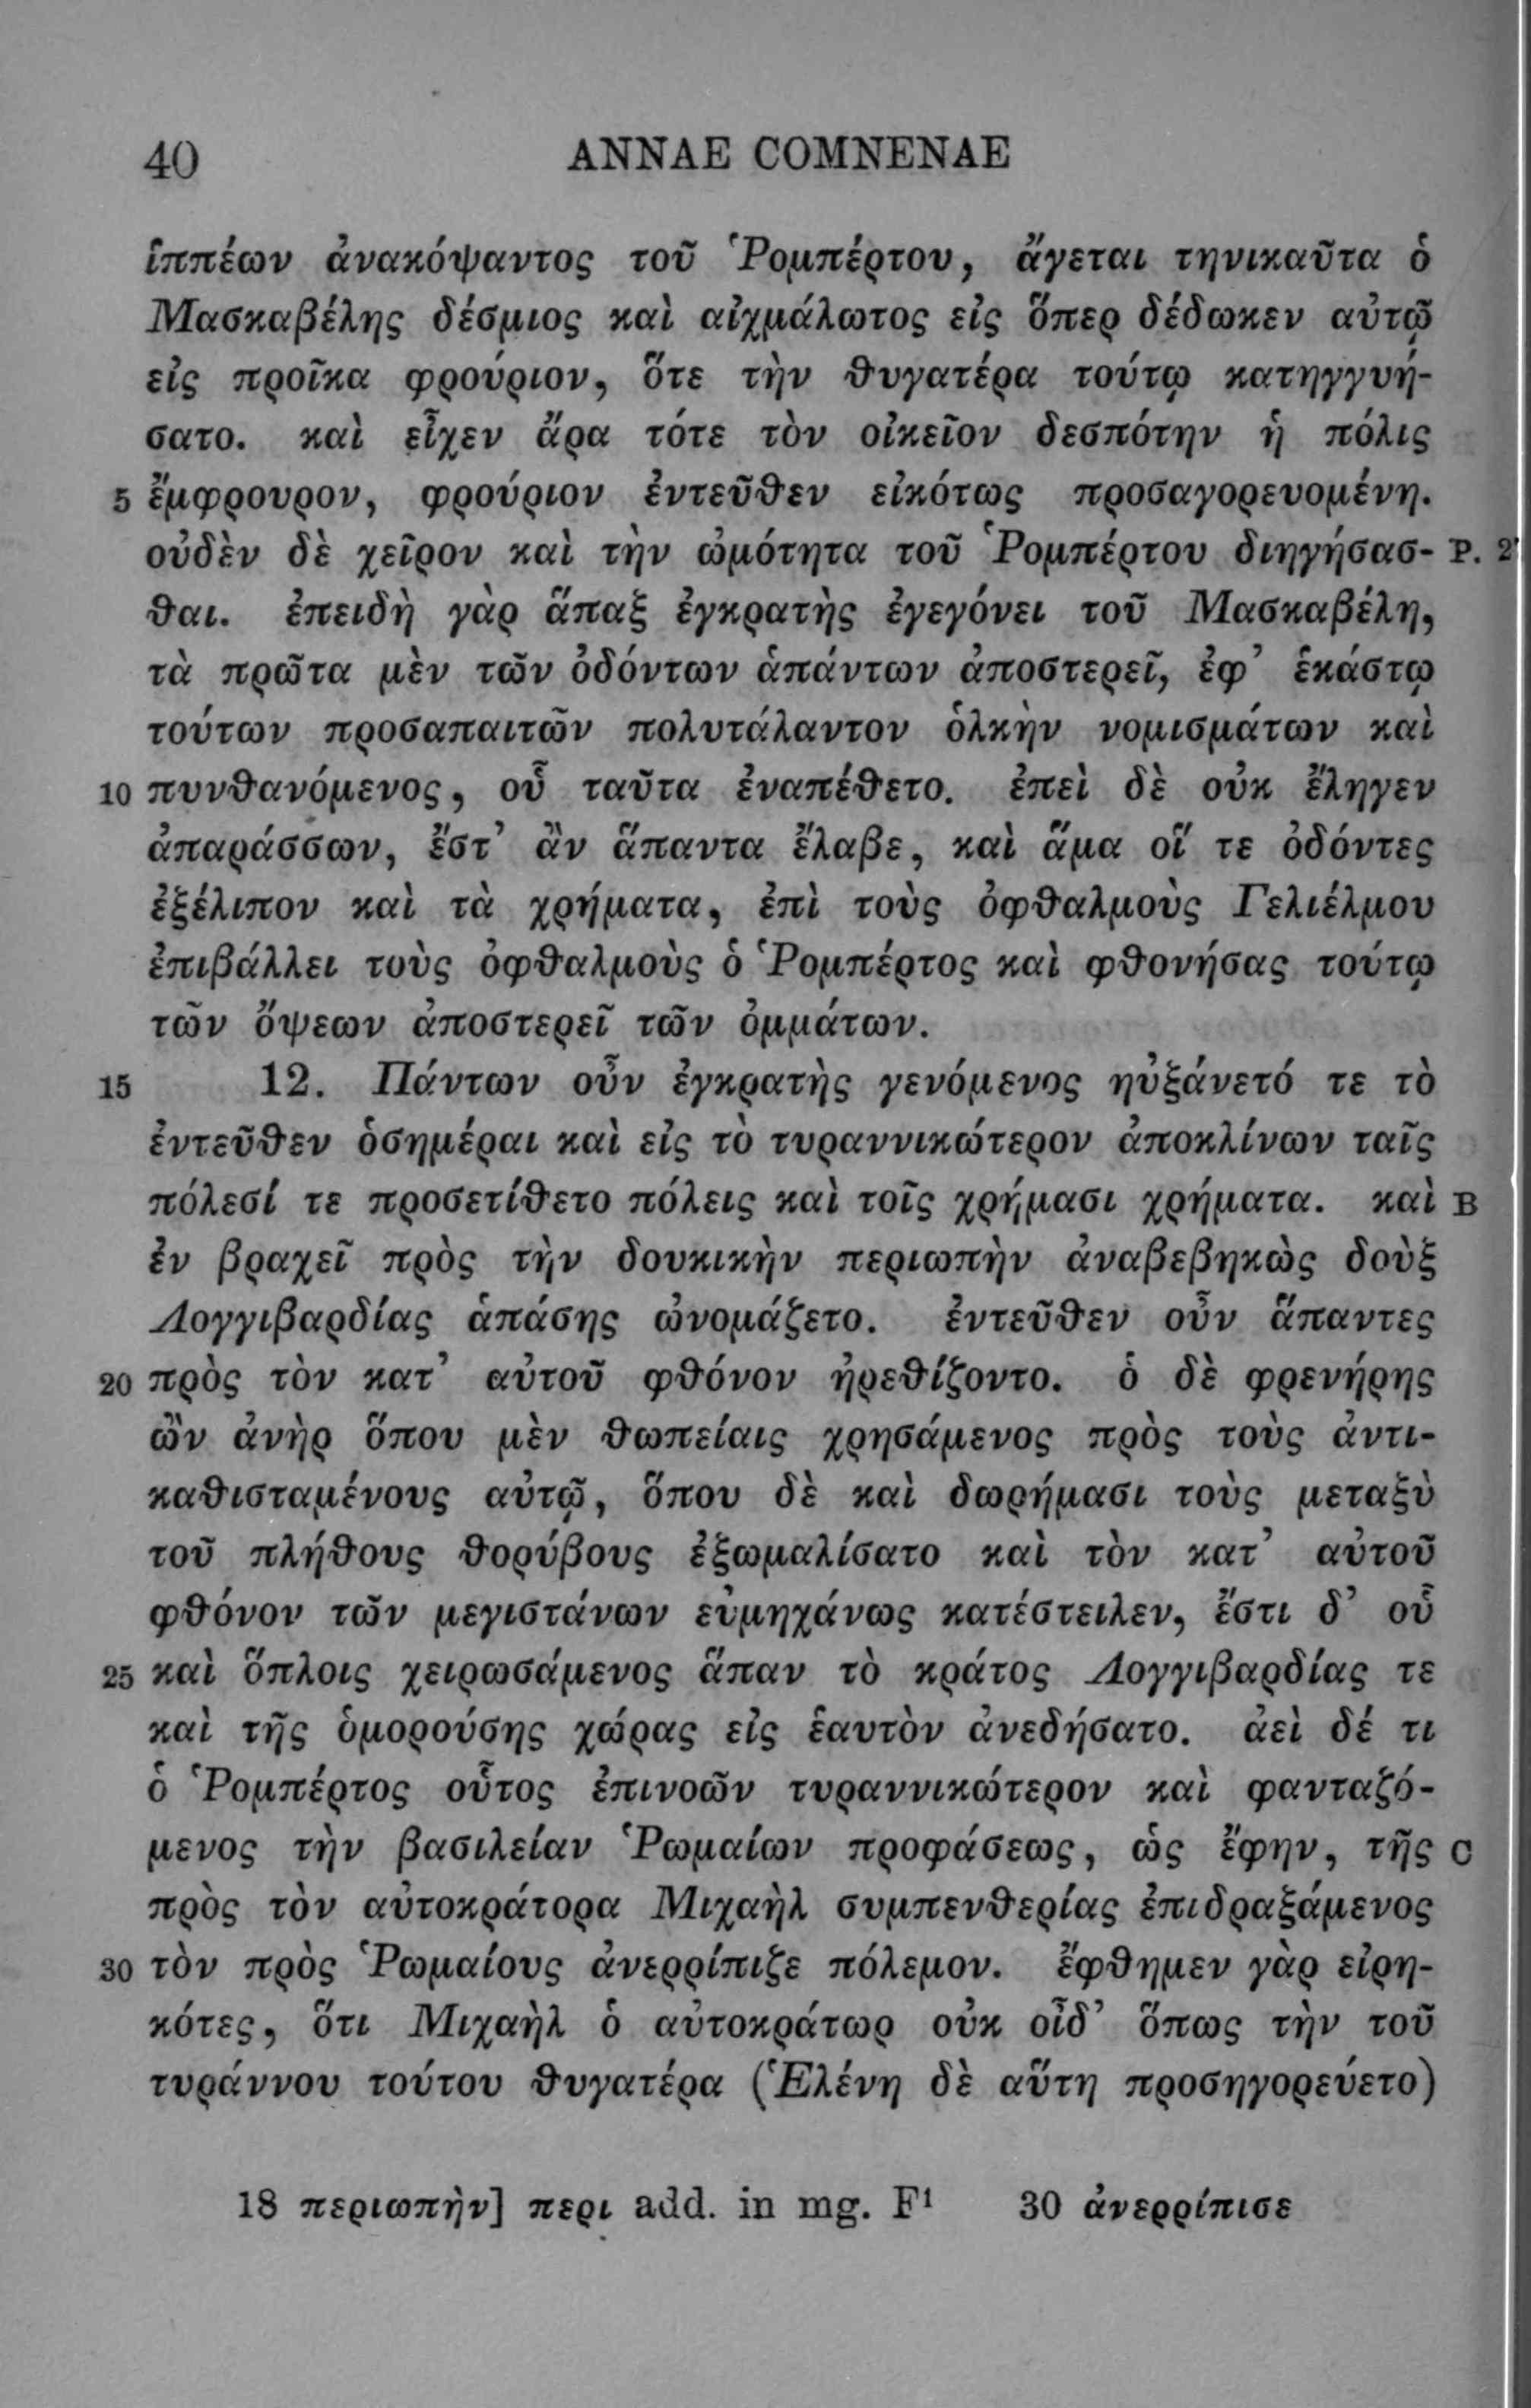 40 ANNAE COMNENAE
ἱππέων ἀνακόψαντος τοῦ Ῥομπέρτου, ἄγεται τηνικαῦτα ὁ
Μασκαβέλης δέσμιος καὶ αἰχμάλωτος εἰς ὅπερ δέδωκεν αὐτῷ
εἰς προῖκα φρούριον, ὅτε τὴν θυγατέρα τούτῳ κατηγγυή-
σατο. καὶ εἶχεν ἄρα τότε τὸν οἰκεῖον δεσπότην ἡ πόλις
5 ἔμφρουρον, φρούριον ἐντεῦθεν εἰκότως προσαγορευομένη.
οὐδὲν δὲ χεῖρον καὶ τὴν ὠμότητα τοῦ Ῥομπέρτου διηγήσασ- P. 2
θαι. ἐπειδὴ γὰρ ἅπαξ ἐγκρατὴς ἐγεγόνει τοῦ Μασκαβέλη,
τὰ πρῶτα μὲν τῶν ὀδόντων ἁπάντων ἀποστερεῖ, ἐφ’ ἑκάστῳ
τούτων προσαπαιτῶν πολυτάλαντον ὁλκὴν νομισμάτων καὶ
10 πυνθανόμενος, οὗ ταῦτα ἐναπέθετο. ἐπεὶ δὲ οὐκ ἔληγεν
ἀπαράσσων, ἔστ’ ἂν ἅπαντα ἔλαβε, καὶ ἅμα οἵ τε ὀδόντες
ἐξέλιπον καὶ τὰ χρήματα, ἐπὶ τοὺς ὀφθαλμοὺς Γελιέλμου
ἐπιβάλλει τοὺς ὀφθαλμοὺς ὁ Ῥομπέρτος καὶ φθονήσας τούτῳ
τῶν ὄψεων ἀποστερεῖ τῶν ὀμμάτων.
15 12. Πάντων οὖν ἐγκρατὴς γενόμενος ηὐξάνετό τε τὸ
ἐντεῦθεν ὁσημέραι καὶ εἰς τὸ τυραννικώτερον ἀποκλίνων ταῖς
πόλεσί τε προσετίθετο πόλεις καὶ τοῖς χρήμασι χρήματα. καὶ B
ἐν βραχεῖ πρὸς τὴν δουκικὴν περιωπὴν ἀναβεβηκὼς δοὺξ
Λογγιβαρδίας ἁπάσης ὠνομάζετο. ἐντεῦθεν οὖν ἅπαντες
20 πρὸς τὸν κατ’ αὐτοῦ φθόνον ἠρεθίζοντο. ὁ δὲ φρενήρης
ὢν ἀνὴρ ὅπου μὲν θωπείαις χρησάμενος πρὸς τοὺς ἀντι-
καθισταμένους αὐτῷ, ὅπου δὲ καὶ δωρήμασι τοὺς μεταξὺ
τοῦ πλήθους θορύβους ἐξωμαλίσατο καὶ τὸν κατ’ αὐτοῦ
φθόνον τῶν μεγιστάνων εὐμηχάνως κατέστειλεν, ἔστι δ’ οὗ
25 καὶ ὅπλοις χειρωσάμενος ἅπαν τὸ κράτος Λογγιβαρδίας τε
καὶ τῆς ὁμορούσης χώρας εἰς ἑαυτὸν ἀνεδήσατο. ἀεὶ δέ τι
ὁ Ῥομπέρτος οὗτος ἐπινοῶν τυραννικώτερον καὶ φανταζό-
μενος τὴν βασιλείαν Ῥωμαίων προφάσεως, ὡς ἔφην, τῆς C
πρὸς τὸν αὐτοκράτορα Μιχαὴλ συμπενθερίας ἐπιδραξάμενος
30 τὸν πρὸς Ῥωμαίους ἀνερρίπιζε πόλεμον. ἔφθημεν γὰρ εἰρη-
κότες, ὅτι Μιχαὴλ ὁ αὐτοκράτωρ οὐκ οἶδ’ ὅπως τὴν τοῦ
τυράννου τούτου θυγατέρα (Ἑλένη δὲ αὕτη προσηγορεύετο)
18 περιωπὴν] περι add. in mg. F¹ 30 ἀνερρίπισε